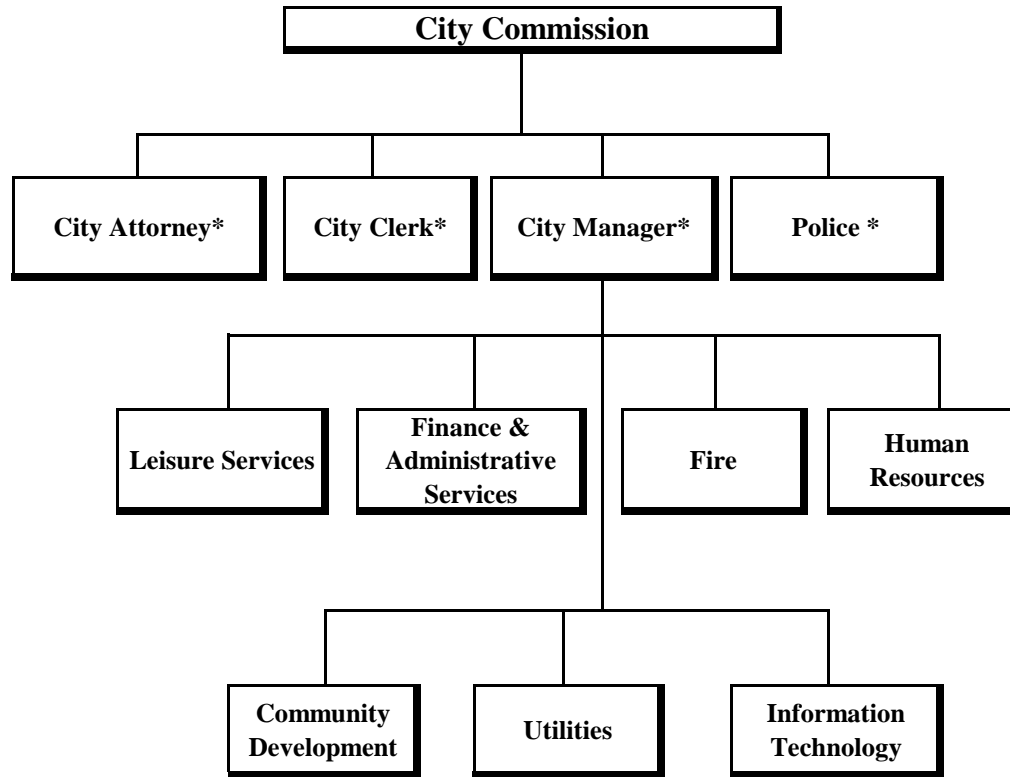 City Commission
City Attorney*
City Clerk*
City Manager*
Police *
Leisure Services
Finance &
Administrative
Services
Fire
Human
Resources
Community
Development
Utilities
Information
Technology